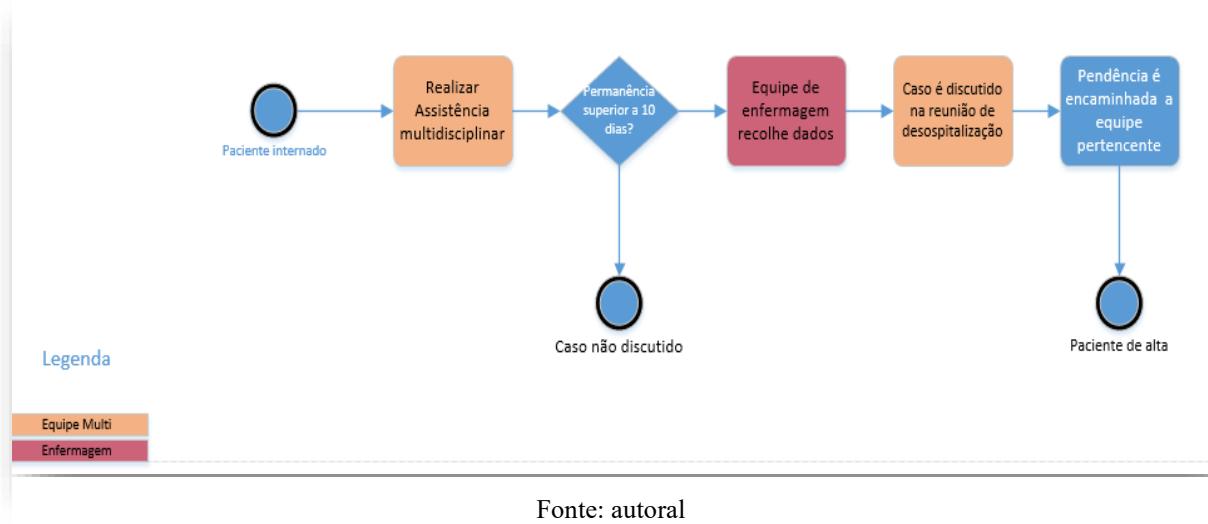 Paciente internado
Realizar
Assistência
multidisciplinar
Permanência
superior a 10
dias?
Equipe de
enfermagem
recolhe dados
Caso é discutido
na reunião de
desospitalização
Pendência é
encaminhada a
equipe
pertencente
Caso não discutido
Paciente de alta
Legenda
Equipe Multi
Enfermagem
Fonte: autoral